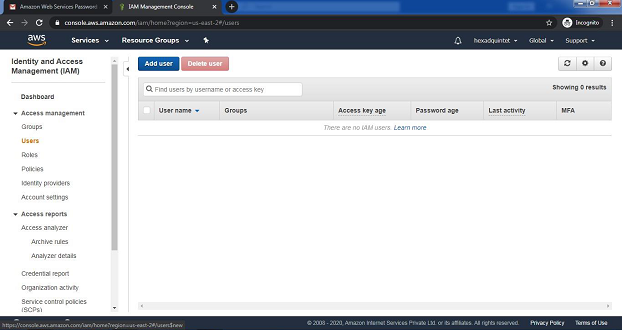 Amazon Web Services Password
IAM Management Console
console.aws.amazon.com/iam/home?region=us-east-2#/users
Incognito
aws
Services
Resource Groups
hexadquintet
Global
Support
Identity and Access
Management (IAM)
Dashboard
Access management
Groups
Users
Roles
Policies
Identity providers
Account settings
Access reports
Access analyzer
Archive rules
Analyzer details
Credential report
Organization activity
Service control policies
(SCPs)
Add user
Delete user
Find users by username or access key
Showing 0 results
User name Groups Access key age Password age Last activity MFA
There are no IAM users. Learn more
https://console.aws.amazon.com/iam/home?region=us-east-2#/users$new
© 2008 - 2020, Amazon Internet Services Private Ltd. or its affiliates. All rights reserved. Privacy Policy Terms of Use